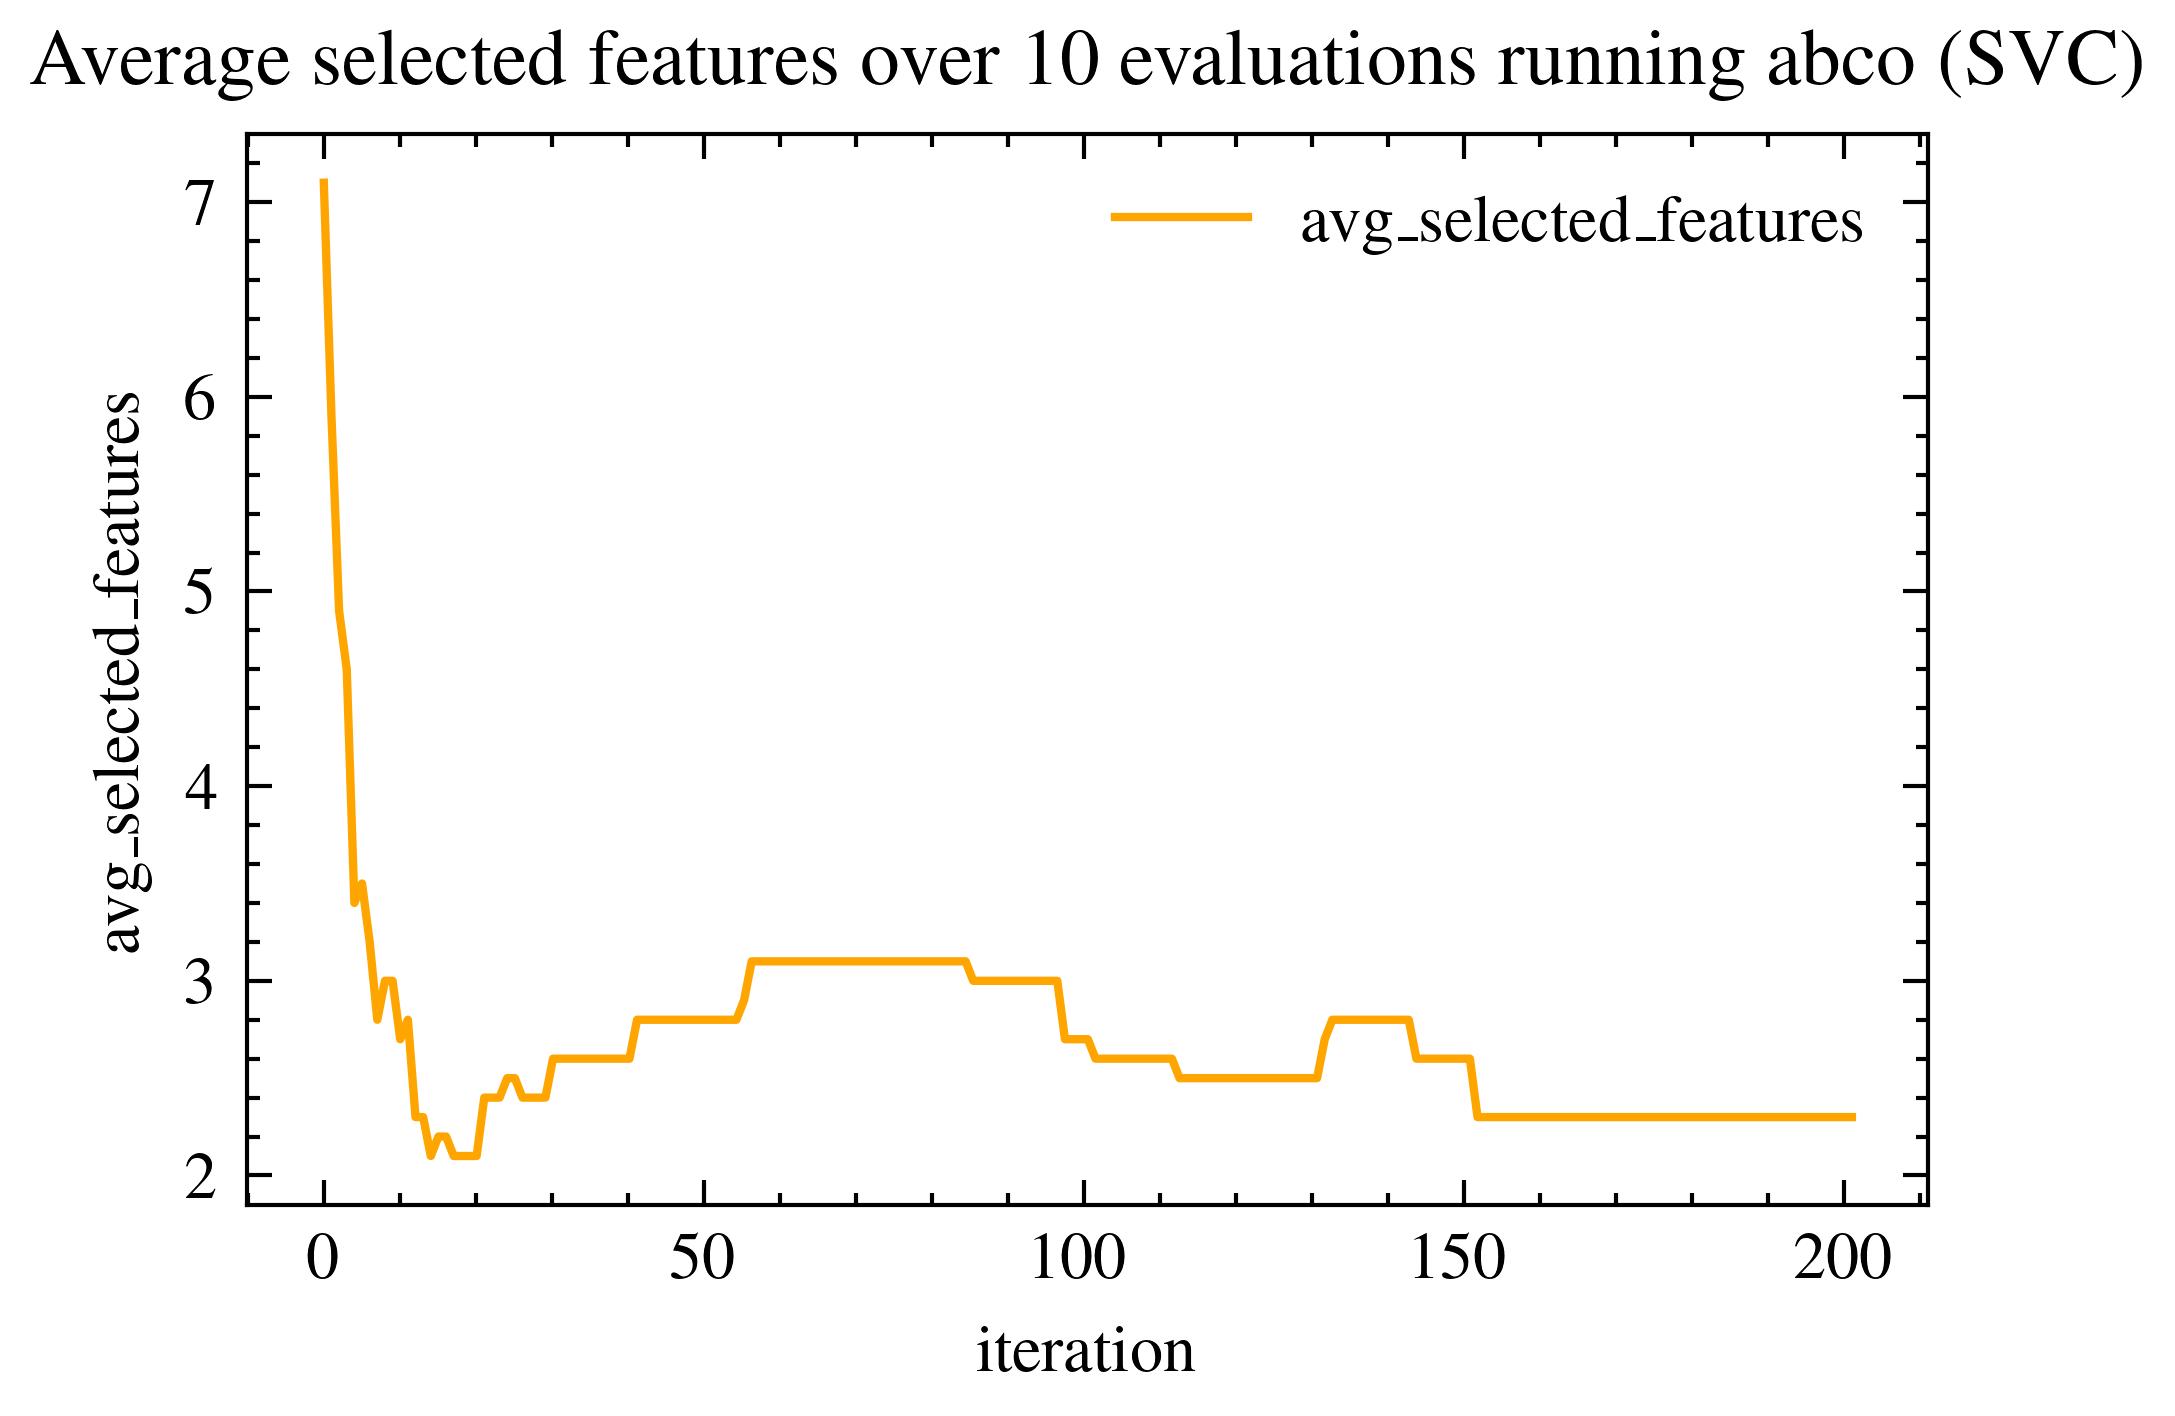 Average selected features over 10 evaluations running abco (SVC)
avg_selected_features
avg_selected_features
7
6
5
4
3
2
0 50 100 150 200
iteration